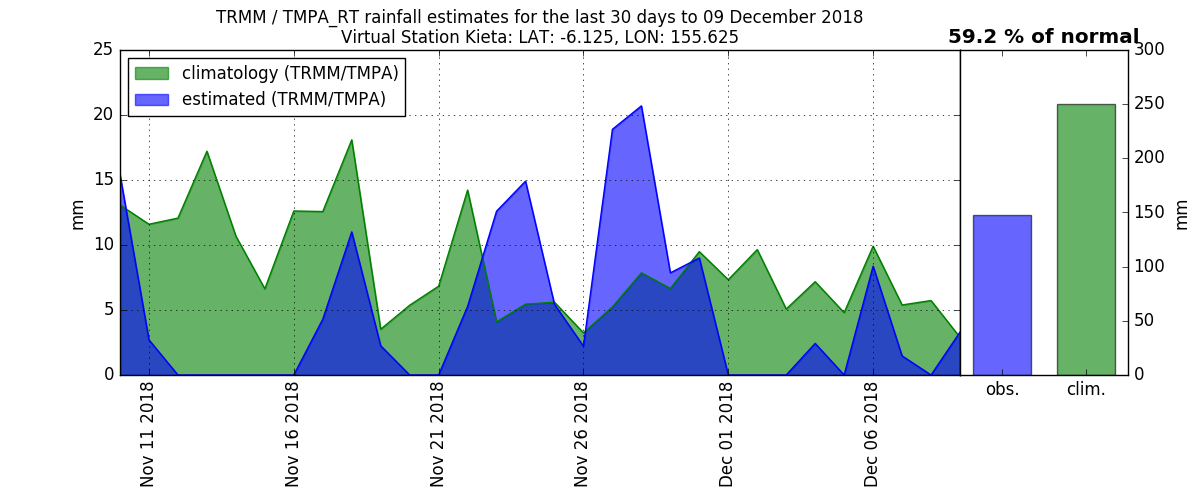 TRMM / TMPA_RT rainfall estimates for the last 30 days to 09 December 2018
Virtual Station Kieta: LAT: -6.125, LON: 155.625
59.2 % of normal
climatology (TRMM/TMPA)
estimated (TRMM/TMPA)
25
20
15
10
5
0
mm
300
250
200
150
100
50
0
mm
Nov 11 2018
Nov 16 2018
Nov 21 2018
Nov 26 2018
Dec 01 2018
Dec 06 2018
obs.
clim.